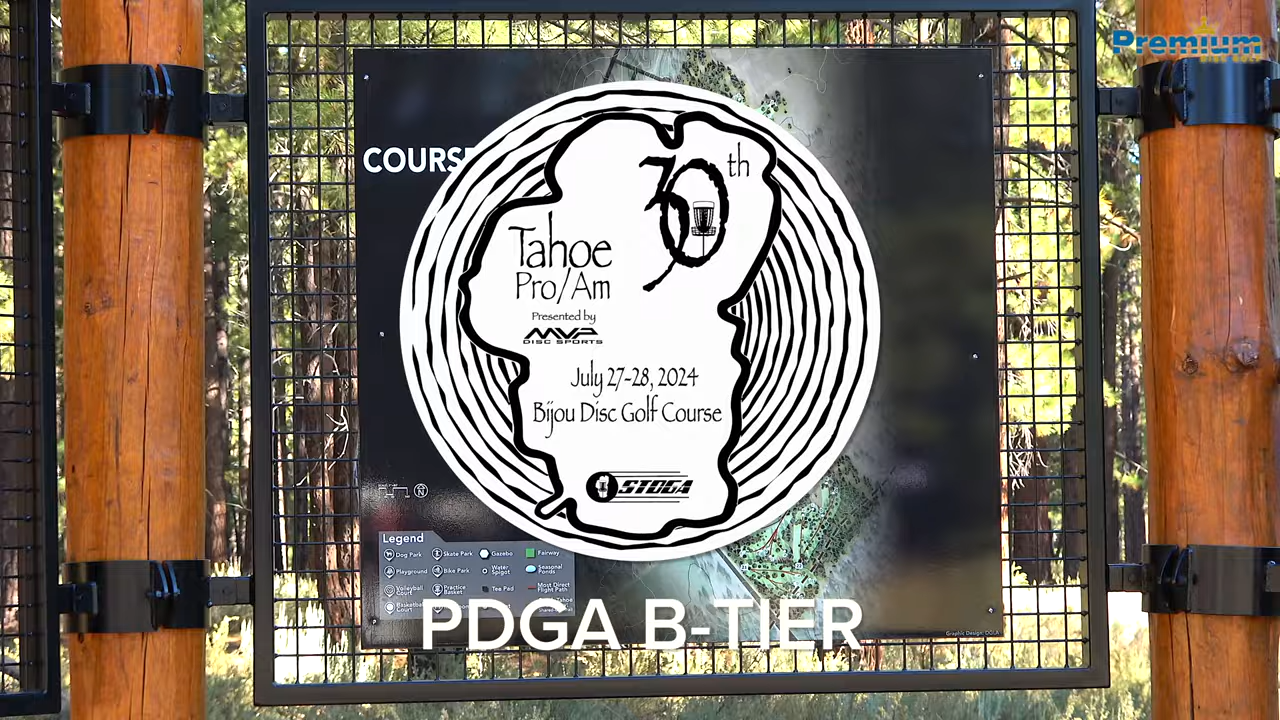 Premium
DISC GOLF
COURSE
30th
Tahoe
Pro/Am
Presented by
MVP
DISC SPORTS
July 27-28, 2024
Bijou Disc Golf Course
STDGA
N
Legend
Dog Park
Skate Park
Gazebo
Fairway
Playground
Bike Park
Water Spigot
Seasonal Ponds
Volleyball Court
Practice Basket
Tee Pad
Most Direct Flight Path
Basketball Court
PDGA B-TIER